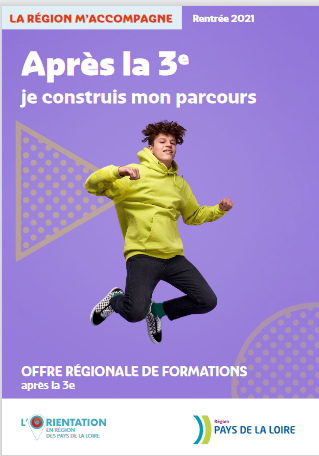 LA RÉGION M'ACCOMPAGNE Rentrée 2021
Après la 3e
je construis mon parcours
OFFRE RÉGIONALE DE FORMATIONS
après la 3e
L'ORIENTATION
EN RÉGION
DES PAYS DE LA LOIRE
Région
PAYS DE LA LOIRE